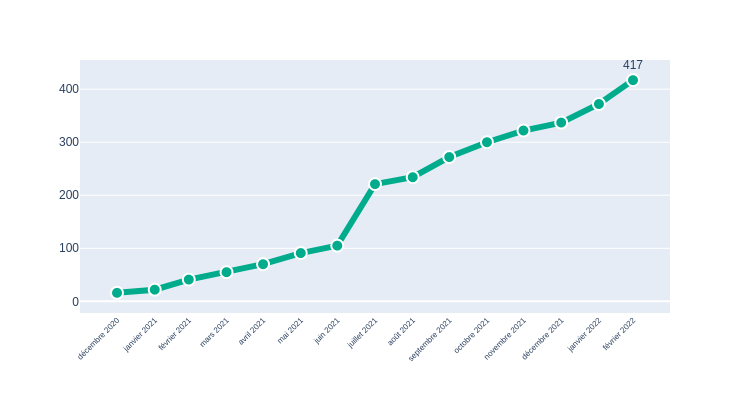 417
400
300
200
100
0
décembre 2020
janvier 2021
février 2021
mars 2021
avril 2021
mai 2021
juin 2021
juillet 2021
août 2021
septembre 2021
octobre 2021
novembre 2021
décembre 2021
janvier 2022
février 2022